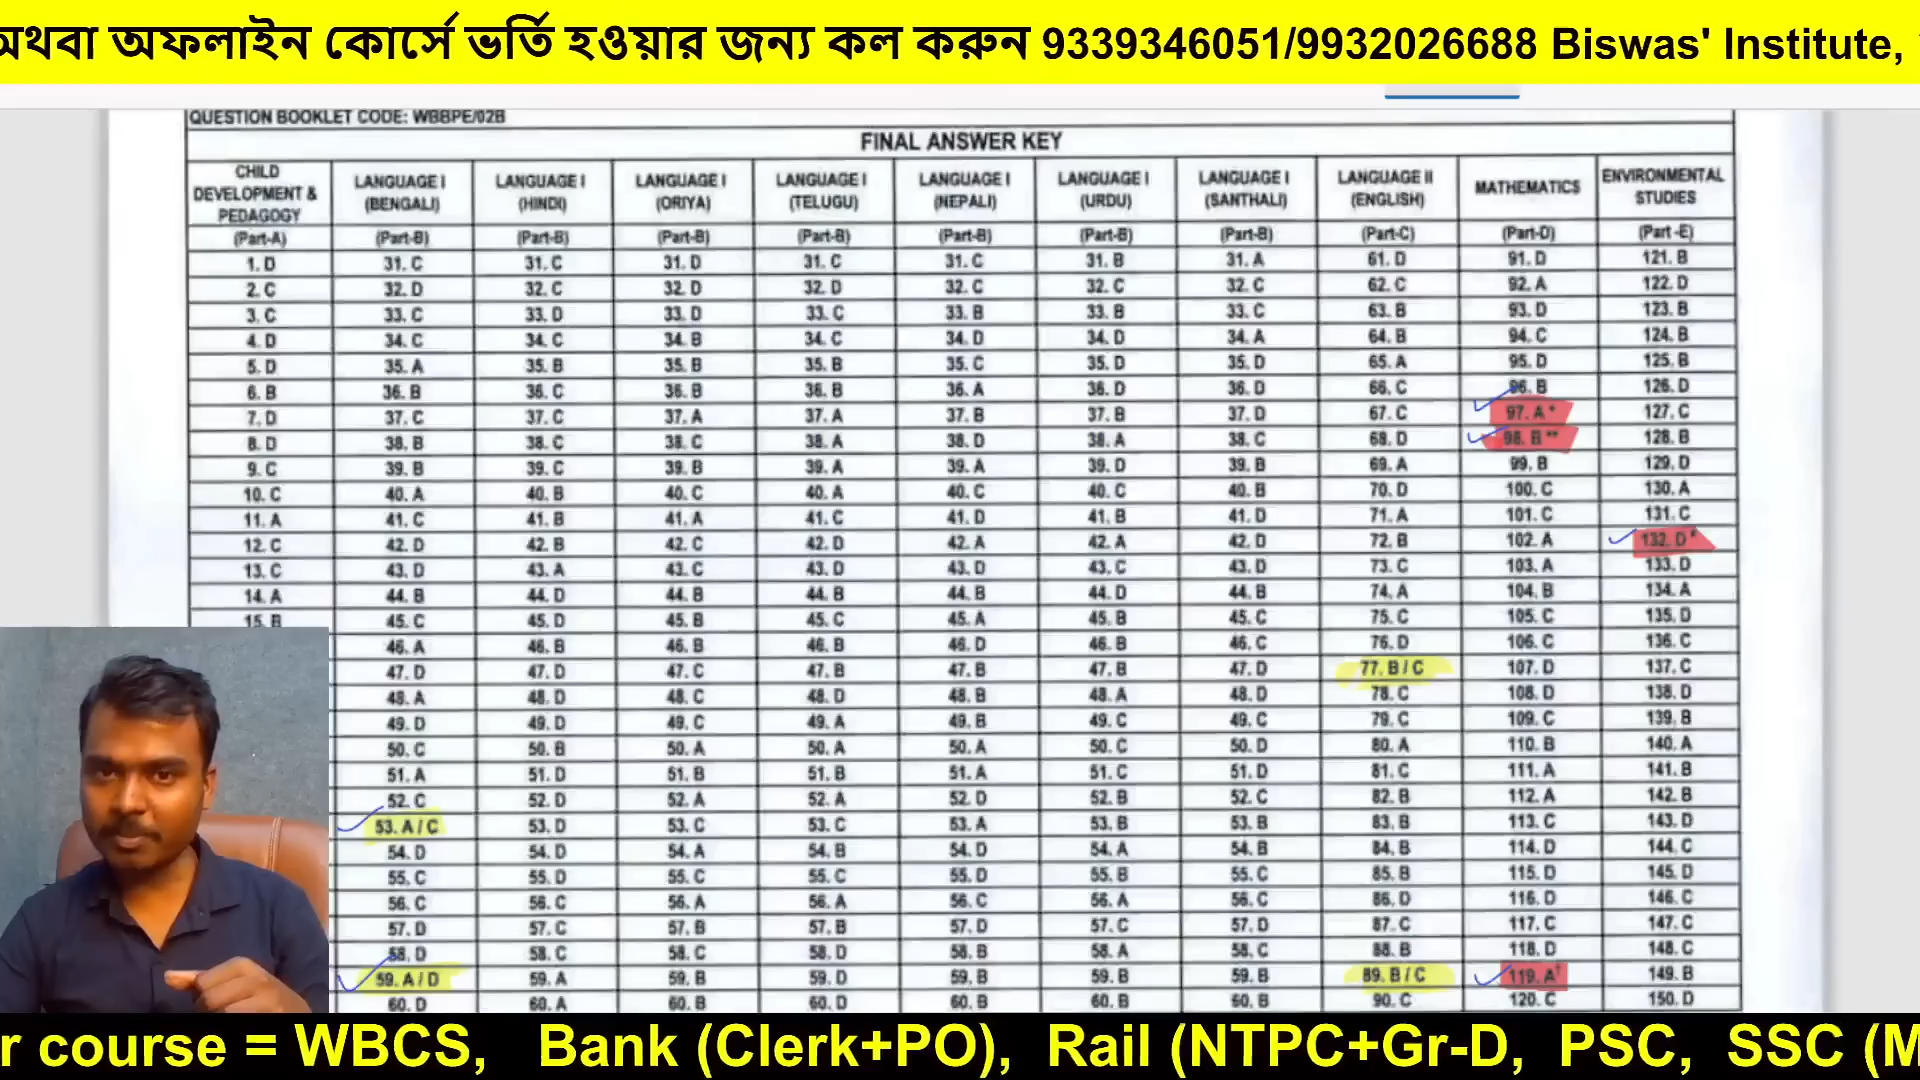 অথবা অফলাইন কোর্সে ভর্তি হওয়ার জন্য কল করুন 9339346051/9932026688 Biswas' Institute,
QUESTION BOOKLET CODE: WBBPE/02B
FINAL ANSWER KEY
CHILD DEVELOPMENT & PEDAGOGY LANGUAGE I (BENGALI) LANGUAGE I (HINDI) LANGUAGE I (ORIYA) LANGUAGE I (TELUGU) LANGUAGE I (NEPALI) LANGUAGE I (URDU) LANGUAGE I (SANTHALI) LANGUAGE II (ENGLISH) MATHEMATICS ENVIRONMENTAL STUDIES
(Part-A) (Part-B) (Part-B) (Part-B) (Part-B) (Part-B) (Part-B) (Part-B) (Part-C) (Part-D) (Part -E)
1. D 31. C 31. C 31. D 31. C 31. C 31. B 31. A 61. D 91. D 121. B
2. C 32. D 32. C 32. D 32. D 32. C 32. C 32. C 62. C 92. A 122. D
3. C 33. C 33. D 33. D 33. C 33. B 33. B 33. C 63. B 93. D 123. B
4. D 34. C 34. C 34. B 34. C 34. D 34. D 34. A 64. B 94. C 124. B
5. D 35. A 35. B 35. B 35. B 35. C 35. D 35. D 65. A 95. D 125. B
6. B 36. B 36. C 36. B 36. B 36. A 36. D 36. D 66. C 96. B 126. D
7. D 37. C 37. C 37. A 37. A 37. B 37. B 37. D 67. C 97. A* 127. C
8. D 38. B 38. C 38. C 38. A 38. D 38. A 38. C 68. D 98. B** 128. B
9. C 39. B 39. C 39. B 39. A 39. A 39. D 39. B 69. A 99. B 129. D
10. C 40. A 40. B 40. C 40. A 40. C 40. C 40. B 70. D 100. C 130. A
11. A 41. C 41. B 41. A 41. C 41. D 41. B 41. D 71. A 101. C 131. C
12. C 42. D 42. B 42. C 42. D 42. A 42. A 42. D 72. B 102. A 132. D*
13. C 43. D 43. A 43. C 43. D 43. D 43. C 43. D 73. C 103. A 133. D
14. A 44. B 44. D 44. B 44. B 44. B 44. D 44. B 74. A 104. B 134. A
15. B 45. C 45. D 45. B 45. C 45. A 45. B 45. C 75. C 105. C 135. D
46. A 46. B 46. B 46. B 46. D 46. B 46. C 76. D 106. C 136. C
47. D 47. D 47. C 47. B 47. B 47. B 47. D 77. B / C 107. D 137. C
48. A 48. D 48. C 48. D 48. B 48. A 48. D 78. C 108. D 138. D
49. D 49. D 49. C 49. A 49. B 49. C 49. C 79. C 109. C 139. B
50. C 50. B 50. A 50. A 50. A 50. C 50. D 80. A 110. B 140. A
51. A 51. D 51. B 51. B 51. A 51. C 51. D 81. C 111. A 141. B
52. C 52. D 52. A 52. A 52. D 52. B 52. C 82. B 112. A 142. B
53. A / C 53. D 53. C 53. C 53. A 53. B 53. B 83. B 113. C 143. D
54. D 54. D 54. A 54. B 54. D 54. A 54. B 84. B 114. D 144. C
55. C 55. D 55. C 55. C 55. D 55. B 55. C 85. B 115. D 145. D
56. C 56. C 56. A 56. A 56. C 56. A 56. C 86. D 116. D 146. C
57. D 57. C 57. B 57. B 57. D 57. C 57. D 87. C 117. C 147. C
58. D 58. C 58. C 58. D 58. B 58. A 58. C 88. B 118. D 148. C
59. A / D 59. A 59. B 59. D 59. B 59. B 59. B 89. B / C 119. A 149. B
60. D 60. A 60. B 60. D 60. B 60. B 60. B 90. C 120. C 150. D
r course = WBCS, Bank (Clerk+PO), Rail (NTPC+Gr-D, PSC, SSC (M